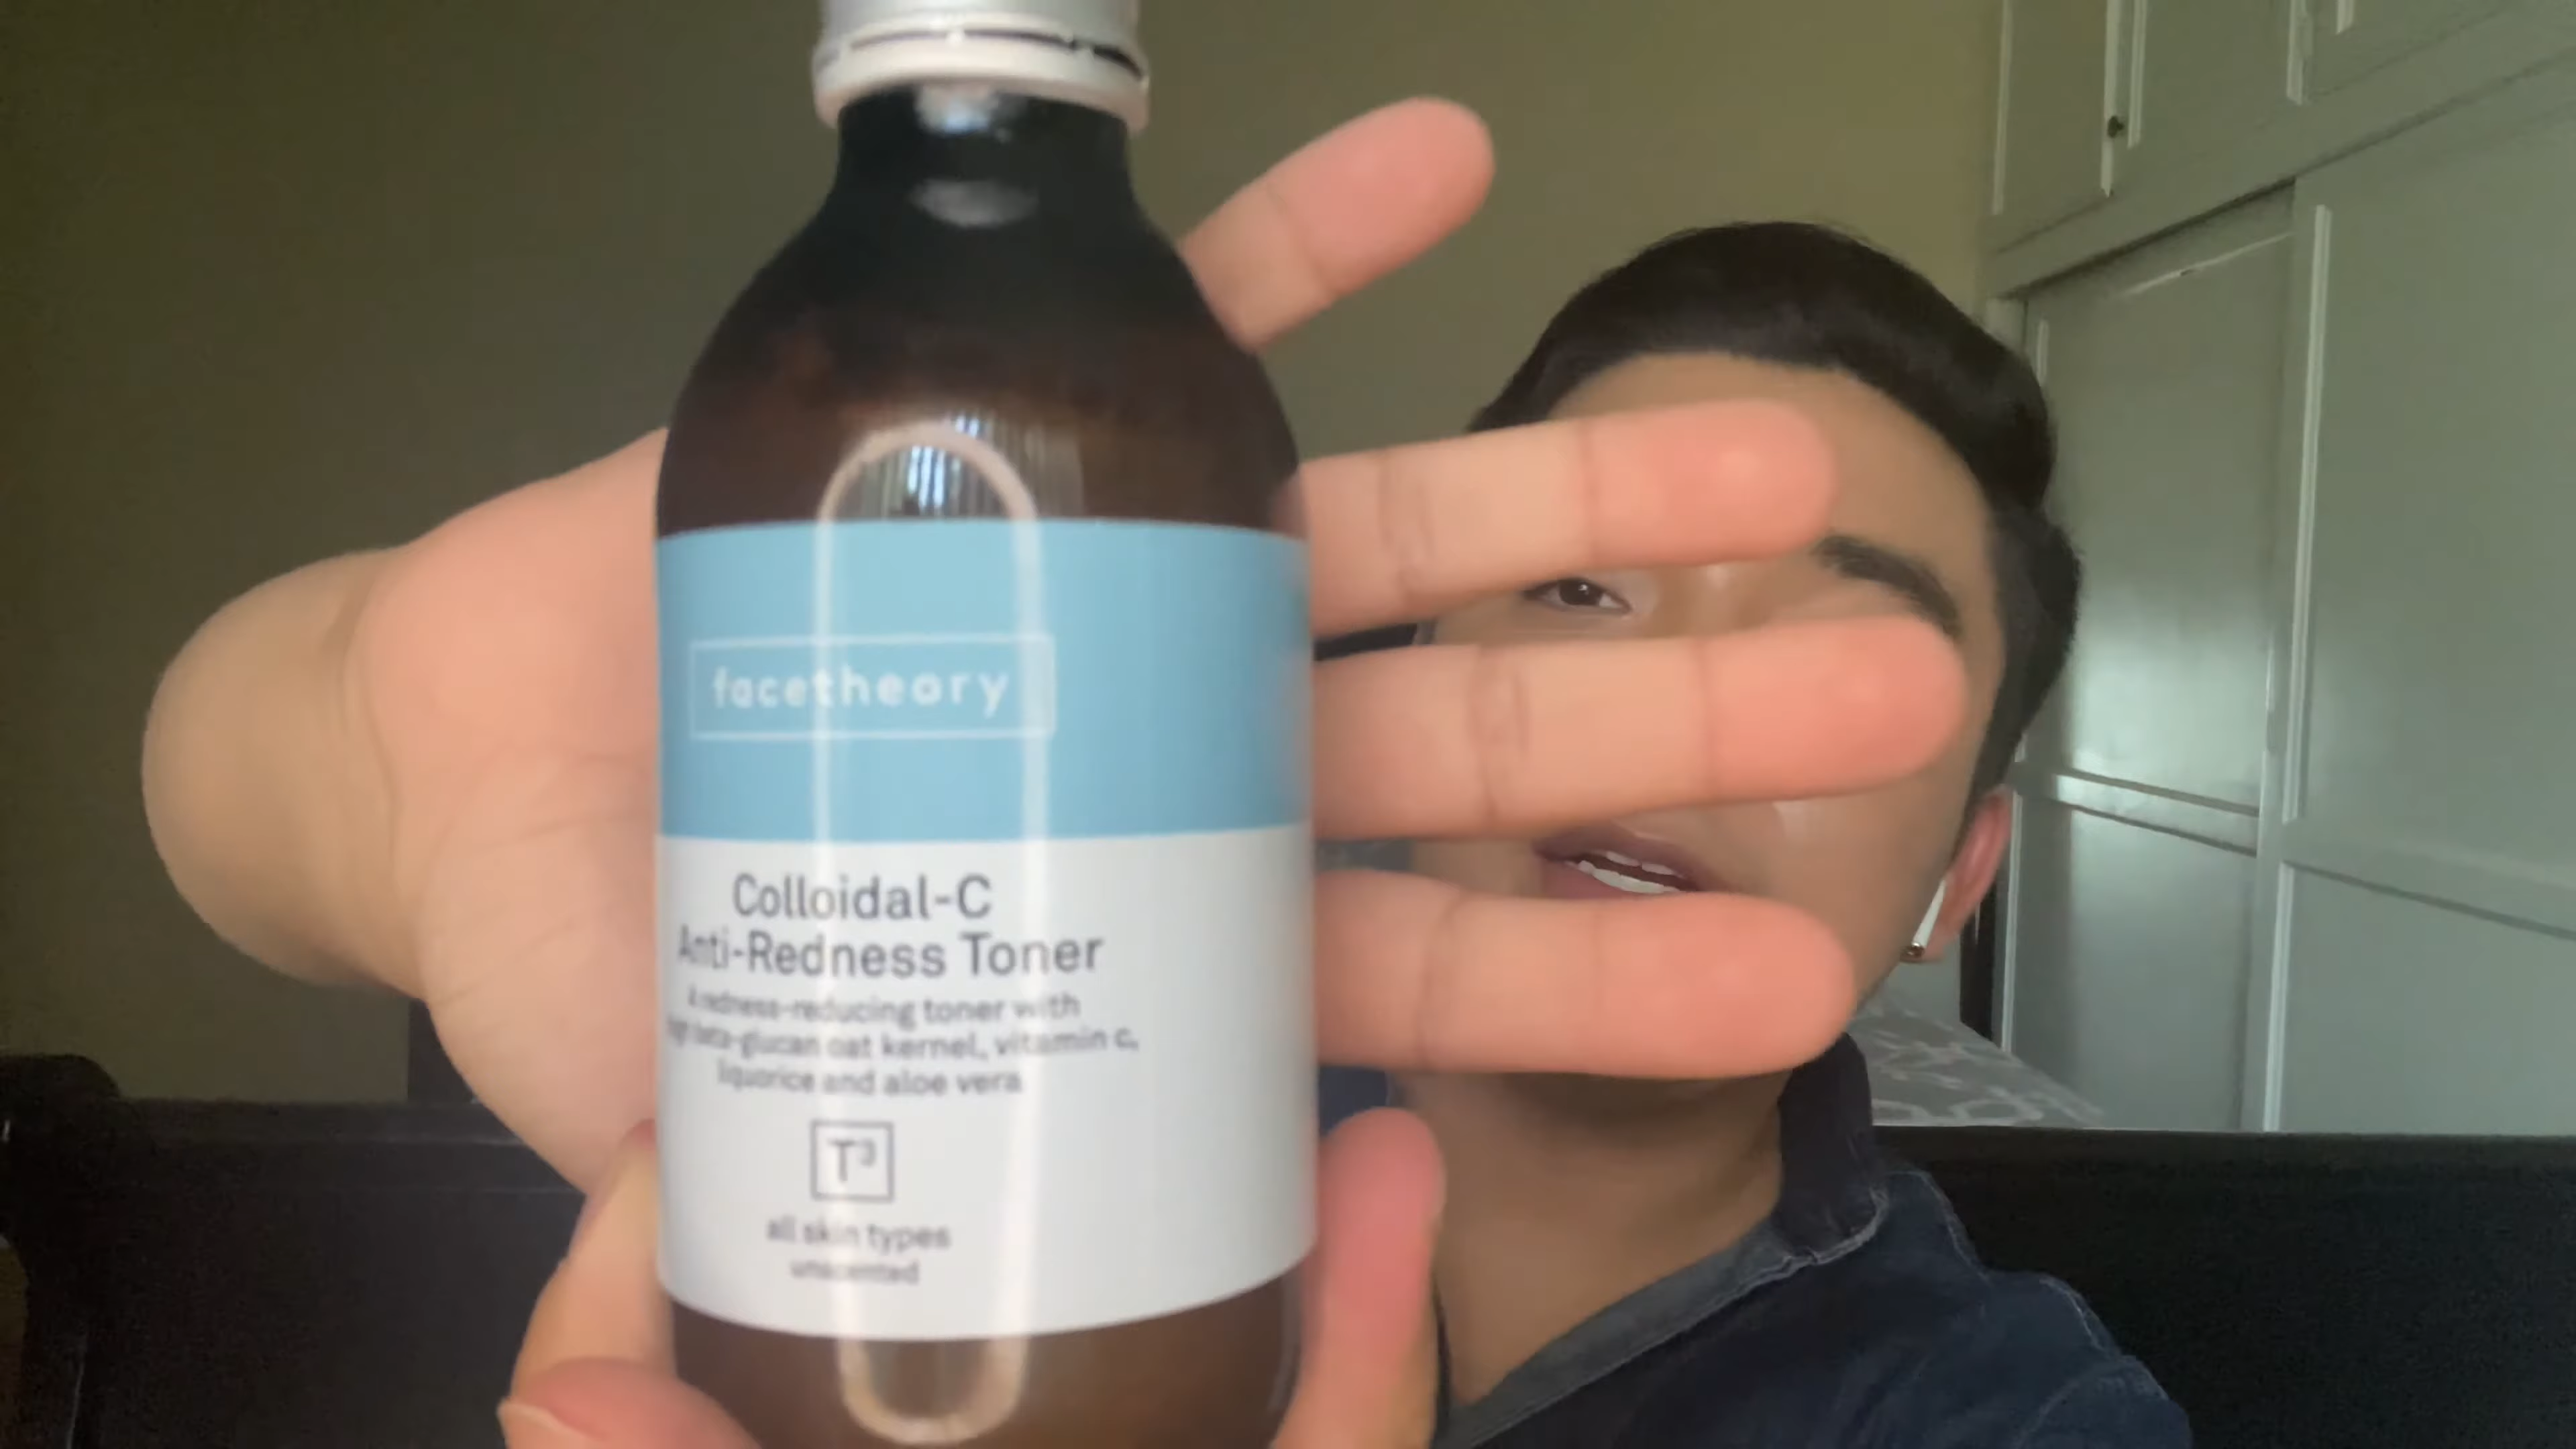 facetheory
Colloidal-C
Anti-Redness Toner
A redness-reducing toner with
high beta-glucan oat kernel, vitamin c,
liquorice and aloe vera
T³
all skin types
unscented